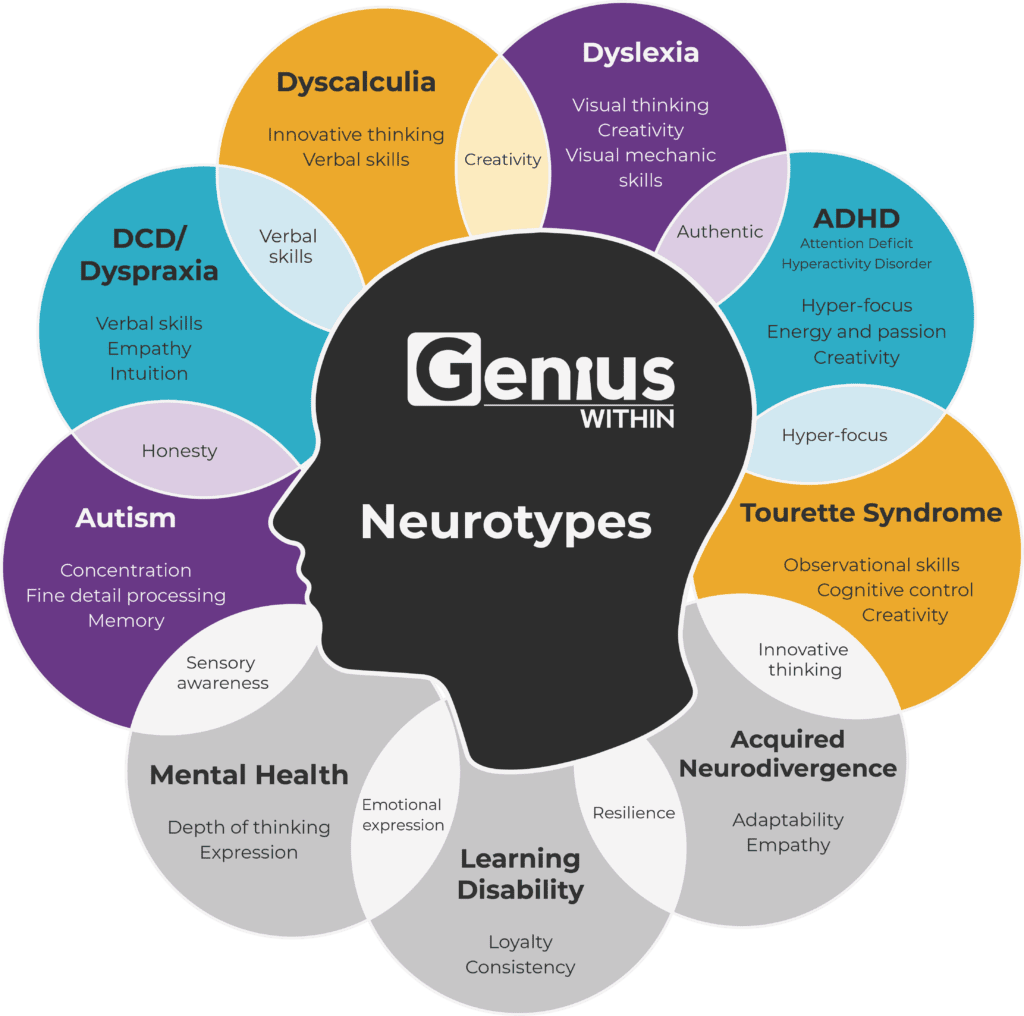 Dyslexia
Visual thinking
Creativity
Visual mechanic
skills
Authentic
ADHD
Attention Deficit
Hyperactivity Disorder
Hyper-focus
Energy and passion
Creativity
Hyper-focus
Tourette Syndrome
Observational skills
Cognitive control
Creativity
Innovative
thinking
Acquired
Neurodivergence
Adaptability
Empathy
Resilience
Learning
Disability
Loyalty
Consistency
Emotional
expression
Mental Health
Depth of thinking
Expression
Sensory
awareness
Autism
Concentration
Fine detail processing
Memory
Honesty
DCD/
Dyspraxia
Verbal skills
Empathy
Intuition
Verbal
skills
Dyscalculia
Innovative thinking
Verbal skills
Creativity
Genius
WITHIN
Neurotypes